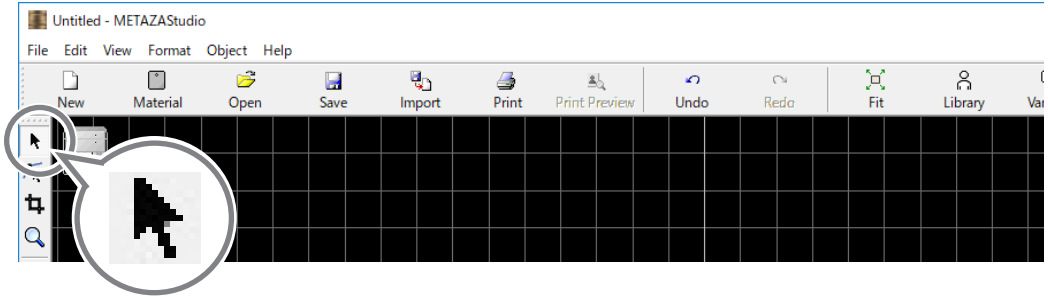 Untitled - METAZAStudio
File Edit View Format Object Help
New Material Open Save Import Print Print Preview Undo Redo Fit Library